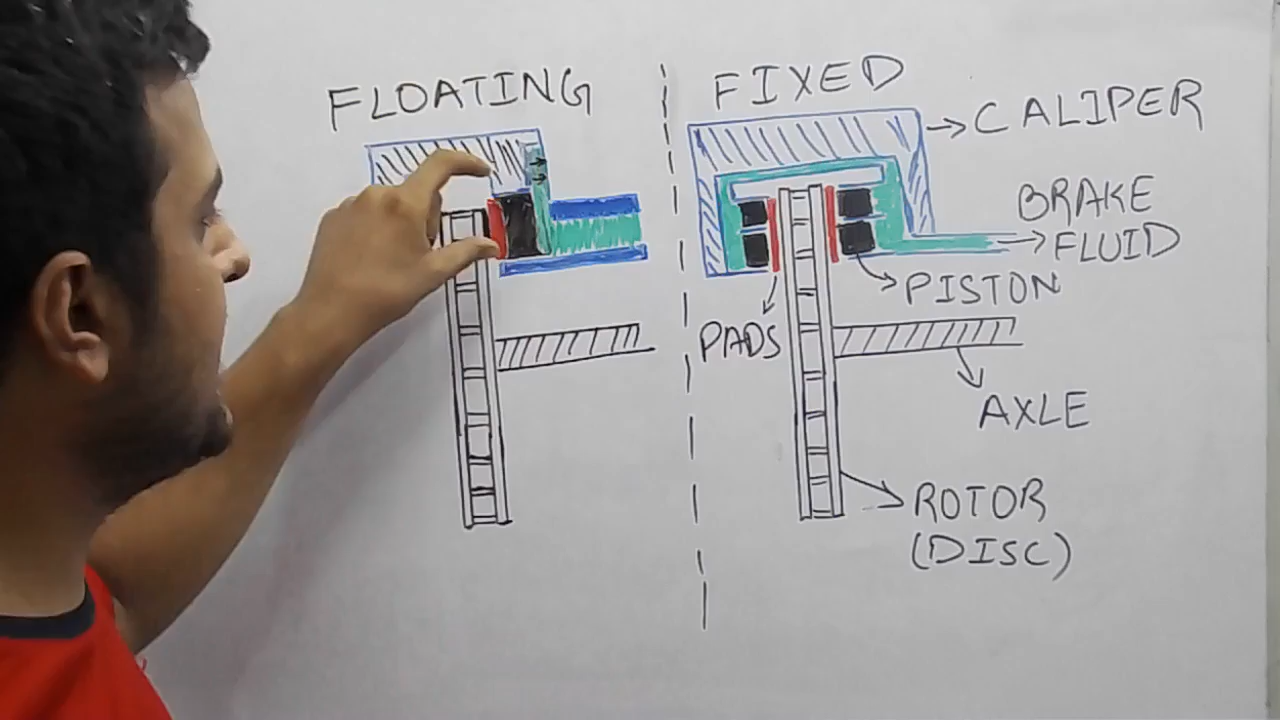 FLOATING
FIXED
CALIPER
BRAKE
FLUID
PISTON
PADS
AXLE
ROTOR
(DISC)